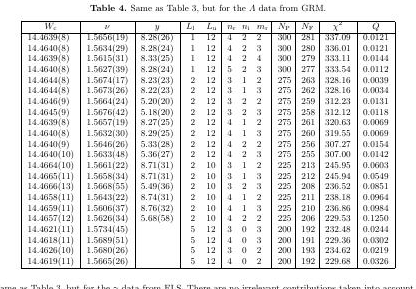 Table 4. Same as Table 3, but for the Λ data from GRM.
W_c ν y L_l L_u n_r n_i m_q N_P N_F χ² Q
14.4639(8) 1.5656(19) 8.28(26) 1 12 4 2 2 300 281 337.09 0.0121
14.4640(8) 1.5634(29) 8.28(24) 1 12 4 2 3 300 280 336.01 0.0121
14.4639(8) 1.5615(31) 8.33(25) 1 12 4 4 2 300 279 333.11 0.0144
14.4640(8) 1.5627(39) 8.28(24) 1 12 5 2 3 300 277 333.54 0.0112
14.4644(8) 1.5674(17) 8.23(23) 2 12 3 1 2 275 263 328.16 0.0039
14.4644(8) 1.5673(26) 8.22(23) 2 12 3 1 3 275 262 328.16 0.0034
14.4646(9) 1.5664(24) 5.20(20) 2 12 3 2 2 275 259 312.23 0.0131
14.4645(9) 1.5676(42) 5.18(20) 2 12 3 2 3 275 258 312.12 0.0118
14.4639(8) 1.5657(19) 8.27(25) 2 12 4 1 2 275 261 320.63 0.0069
14.4640(8) 1.5632(30) 8.29(25) 2 12 4 1 3 275 260 319.55 0.0069
14.4640(9) 1.5646(26) 5.33(28) 2 12 4 2 2 275 256 307.27 0.0154
14.4640(10) 1.5633(48) 5.36(27) 2 12 4 2 3 275 255 307.00 0.0142
14.4664(10) 1.5661(22) 8.71(31) 2 10 3 1 2 225 213 245.95 0.0603
14.4665(11) 1.5658(34) 8.71(31) 2 10 3 1 3 225 212 245.94 0.0549
14.4666(13) 1.5668(55) 5.49(36) 2 10 3 2 3 225 208 236.52 0.0851
14.4658(11) 1.5643(22) 8.74(31) 2 10 4 1 2 225 211 238.18 0.0964
14.4659(11) 1.5606(37) 8.76(32) 2 10 4 1 3 225 210 236.86 0.0984
14.4657(12) 1.5626(34) 5.68(58) 2 10 4 2 2 225 206 229.53 0.1250
14.4621(11) 1.5734(45) 5 12 3 0 3 200 192 232.48 0.0244
14.4618(11) 1.5689(51) 5 12 4 0 3 200 191 229.36 0.0302
14.4626(10) 1.5680(26) 5 12 3 0 2 200 193 234.62 0.0219
14.4619(11) 1.5665(26) 5 12 4 0 2 200 192 229.68 0.0326
same as Table 3, but for the γ data from FLS. There are no irrelevant contributions taken into account